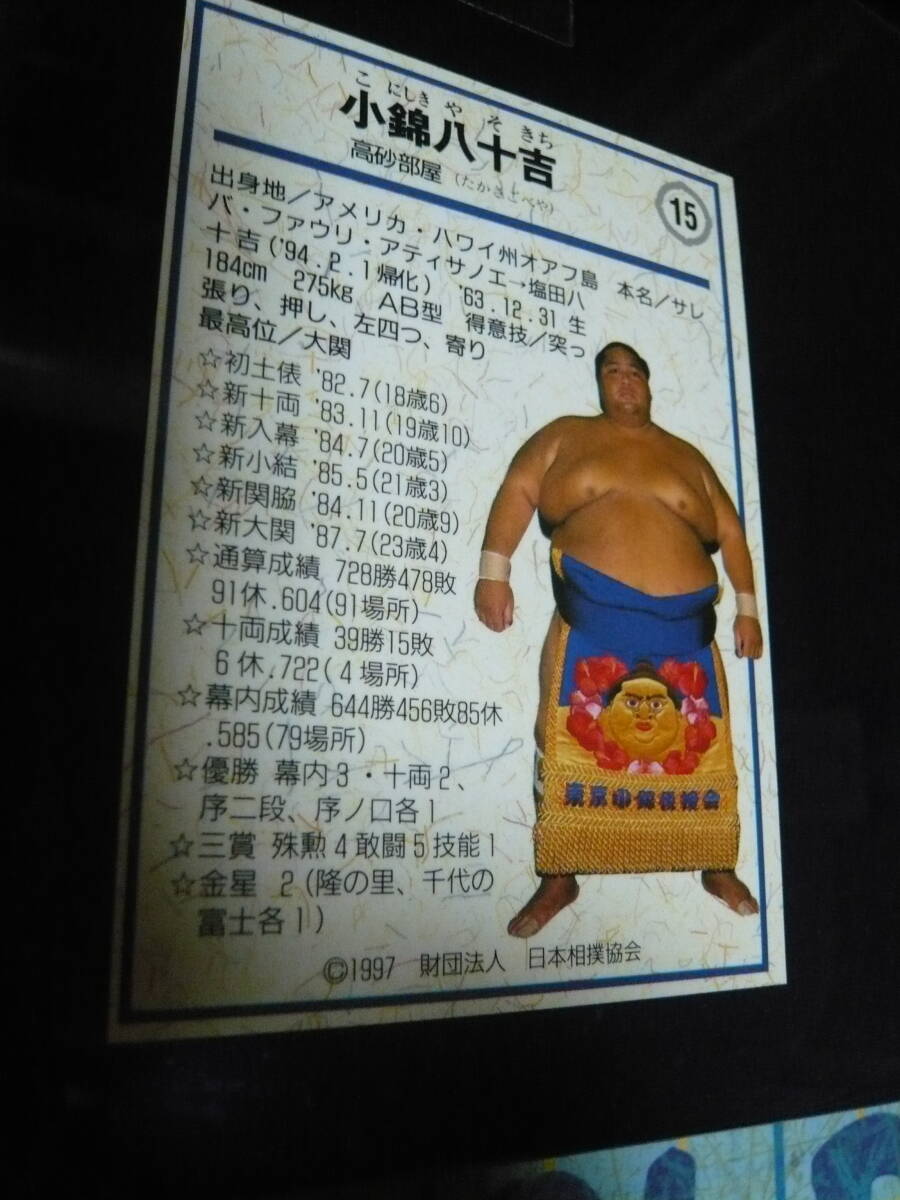 こ にしき や そ きち
小錦八十吉
高砂部屋 (たかさごべや)
15
出身地/アメリカ・ハワイ州オアフ島 本名/サレ
バ・ファウリ・アティサノエ→塩田八
十吉('94.2.1帰化) '63.12.31生
184cm 275kg AB型 得意技/突っ
張り、押し、左四つ、寄り
最高位/大関
☆初土俵 '82.7(18歳6)
☆新十両 '83.11(19歳10)
☆新入幕 '84.7(20歳5)
☆新小結 '85.5(21歳3)
☆新関脇 '84.11(20歳9)
☆新大関 '87.7(23歳4)
☆通算成績 728勝478敗
91休.604(91場所)
☆十両成績 39勝15敗
6休.722(4場所)
☆幕内成績 644勝456敗85休
.585(79場所)
☆優勝 幕内3・十両2、
序二段、序ノ口各1
☆三賞 殊勲4敢闘5技能1
☆金星 2(隆の里、千代の
富士各1)
東京小錦後援会
©1997 財団法人 日本相撲協会